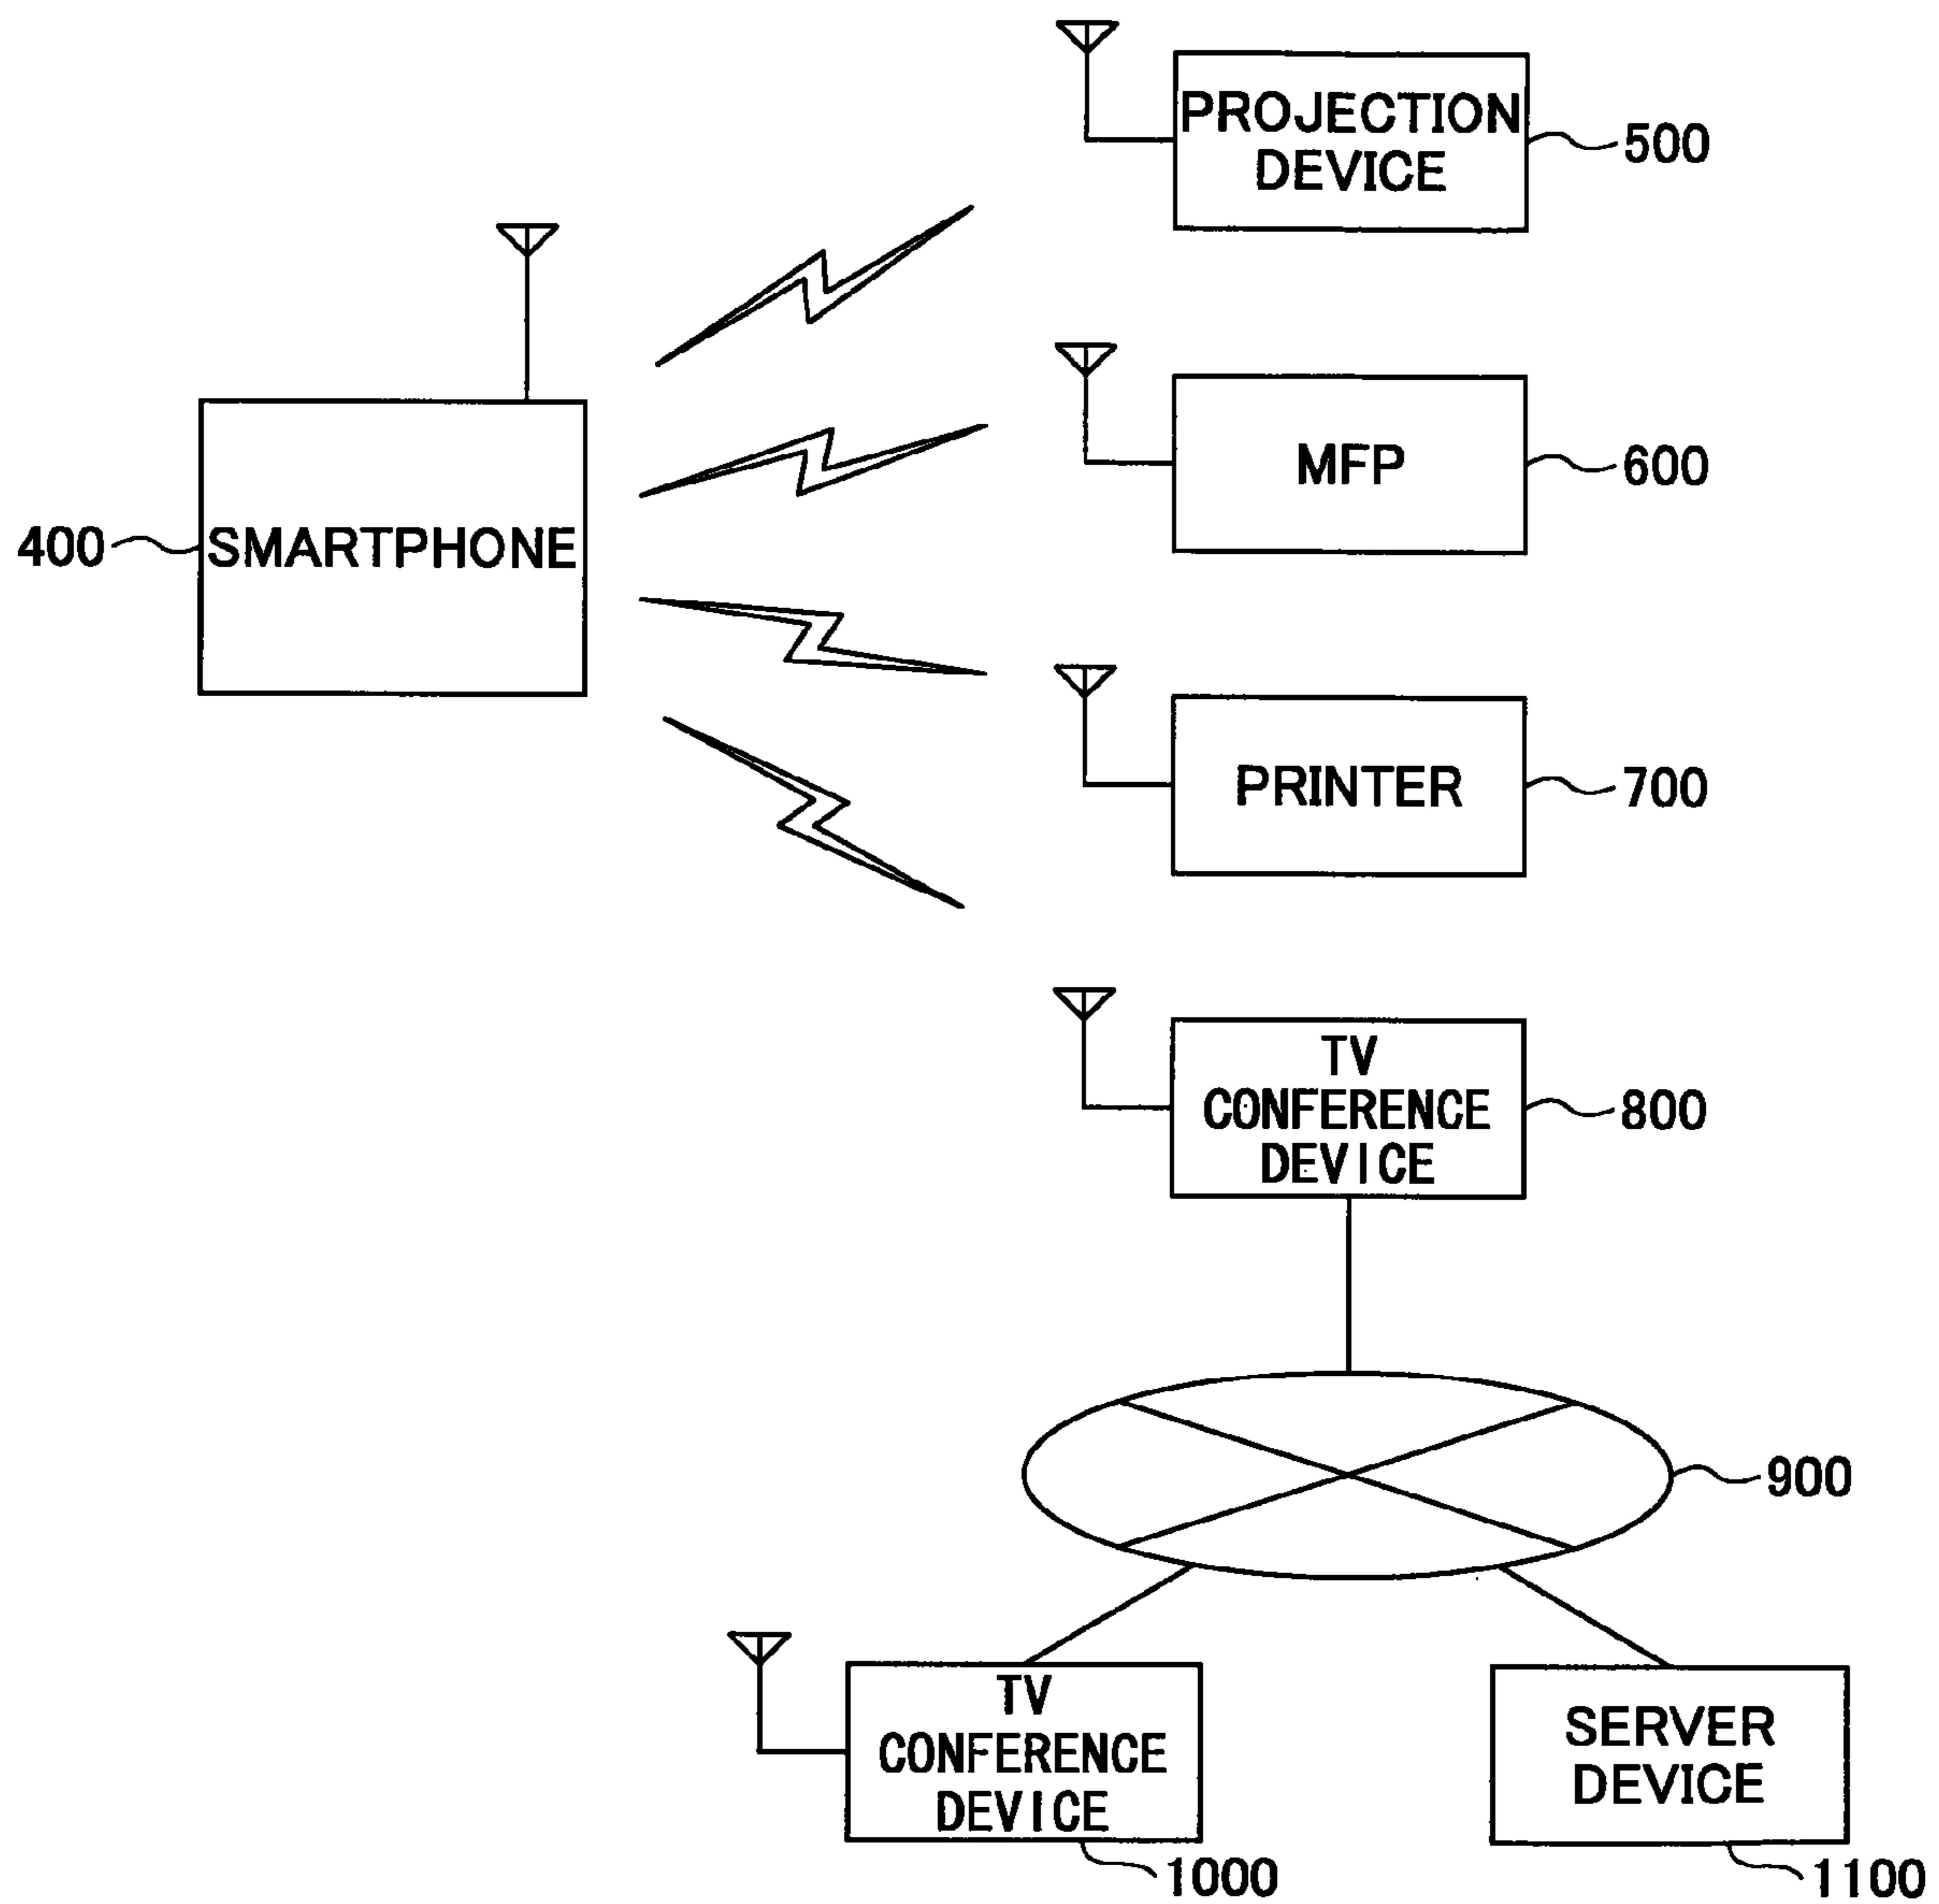 PROJECTION
DEVICE
500
MFP
600
400
SMARTPHONE
PRINTER
700
TV
CONFERENCE
DEVICE
800
900
TV
CONFERENCE
DEVICE
1000
SERVER
DEVICE
1100